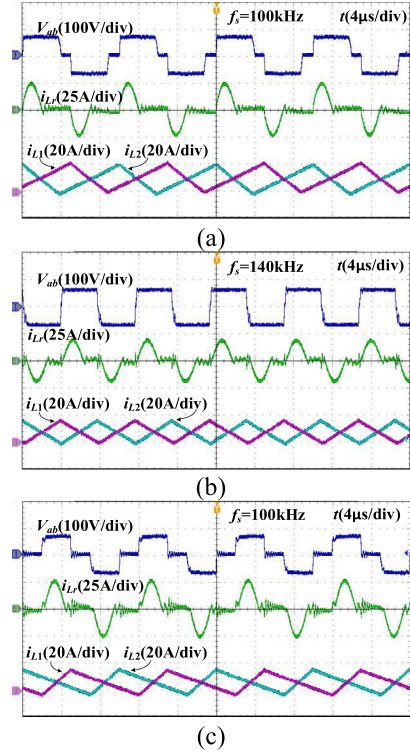 V_ab(100V/div) f_s=100kHz t(4μs/div)
i_Lr(25A/div)
i_L1(20A/div) i_L2(20A/div)
(a)
V_ab(100V/div) f_s=140kHz t(4μs/div)
i_Lr(25A/div)
i_L1(20A/div) i_L2(20A/div)
(b)
V_ab(100V/div) f_s=100kHz t(4μs/div)
i_Lr(25A/div)
i_L1(20A/div) i_L2(20A/div)
(c)